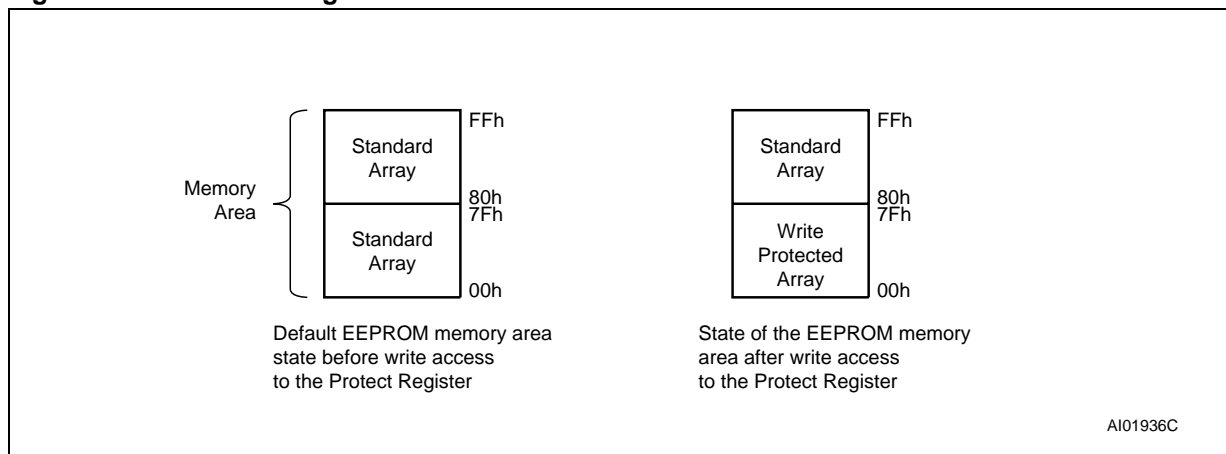 FFh
Standard
Array
80h
7Fh
Standard
Array
00h
Memory
Area
Default EEPROM memory area
state before write access
to the Protect Register
FFh
Standard
Array
80h
7Fh
Write
Protected
Array
00h
State of the EEPROM memory
area after write access
to the Protect Register
AI01936C